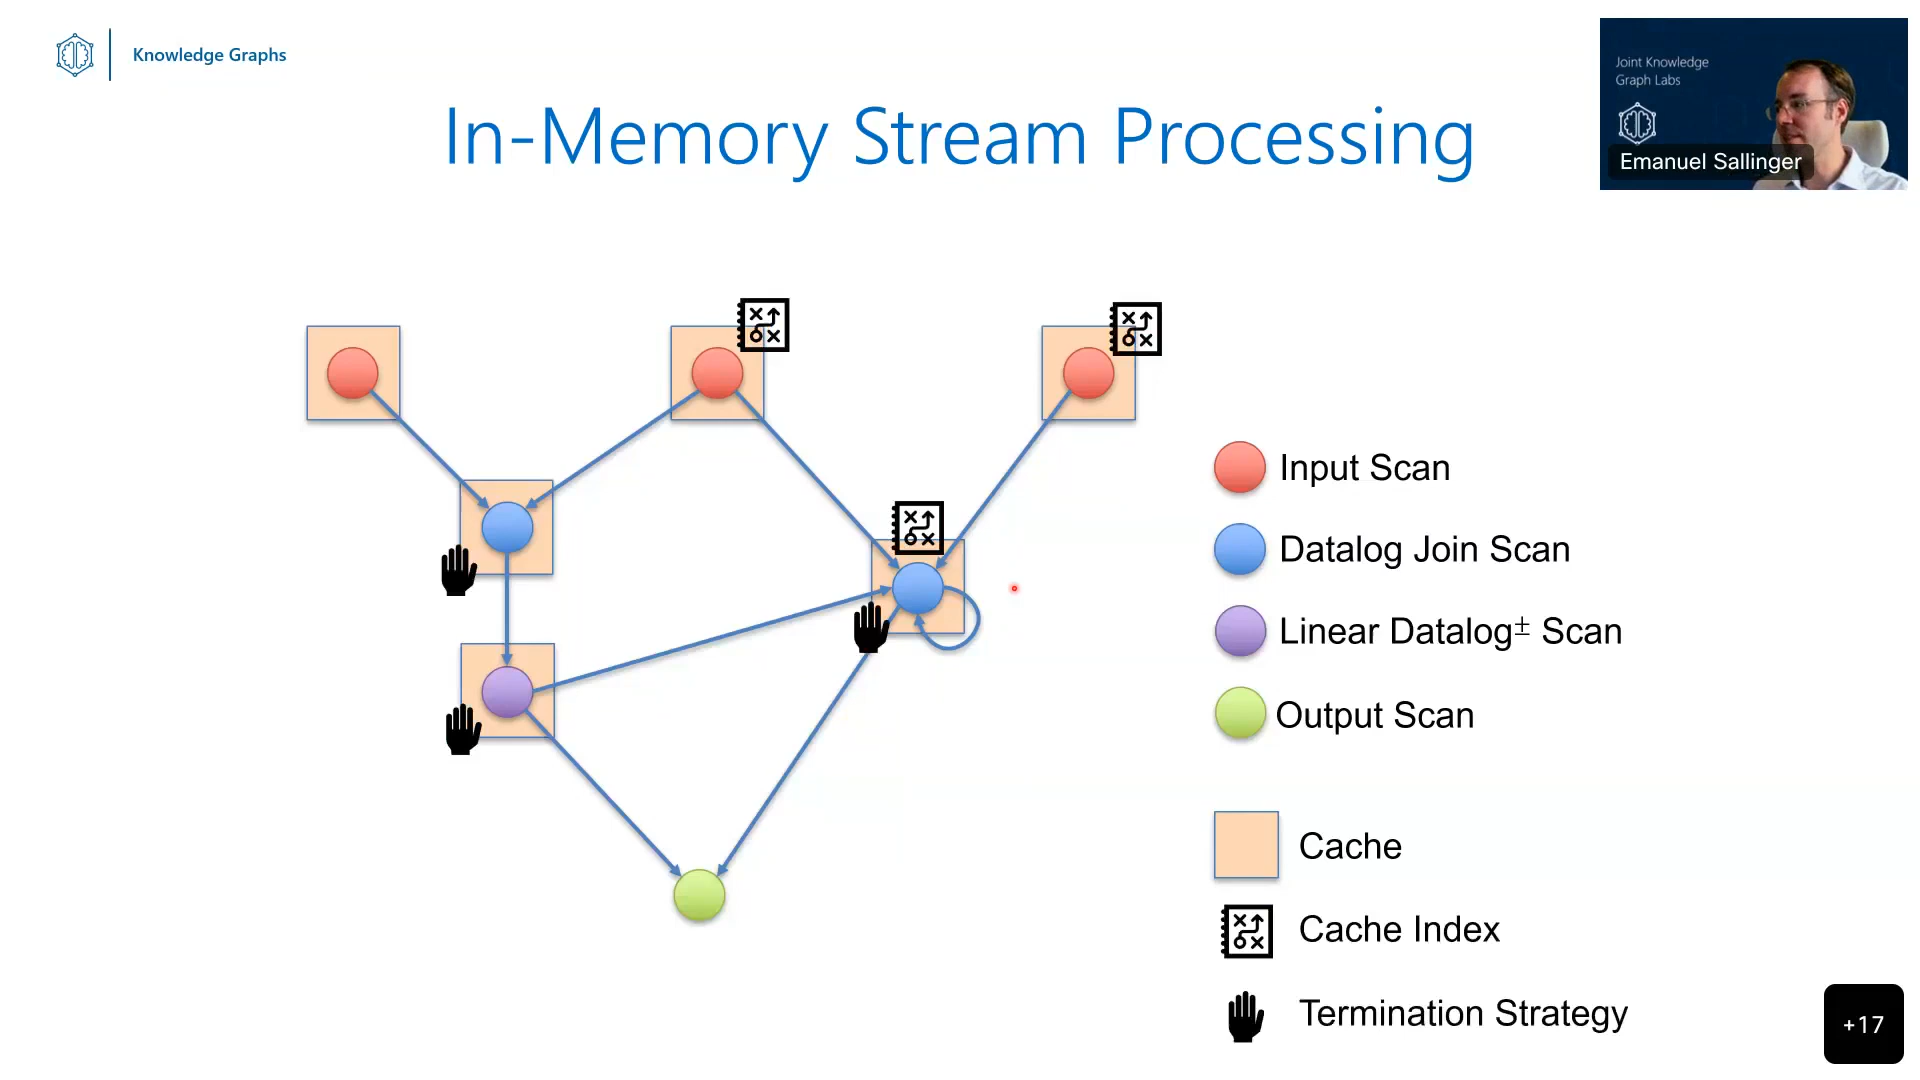 Knowledge Graphs
In-Memory Stream Processing
Joint Knowledge
Graph Labs
Emanuel Sallinger
Input Scan
Datalog Join Scan
Linear Datalog± Scan
Output Scan
Cache
Cache Index
Termination Strategy
+17